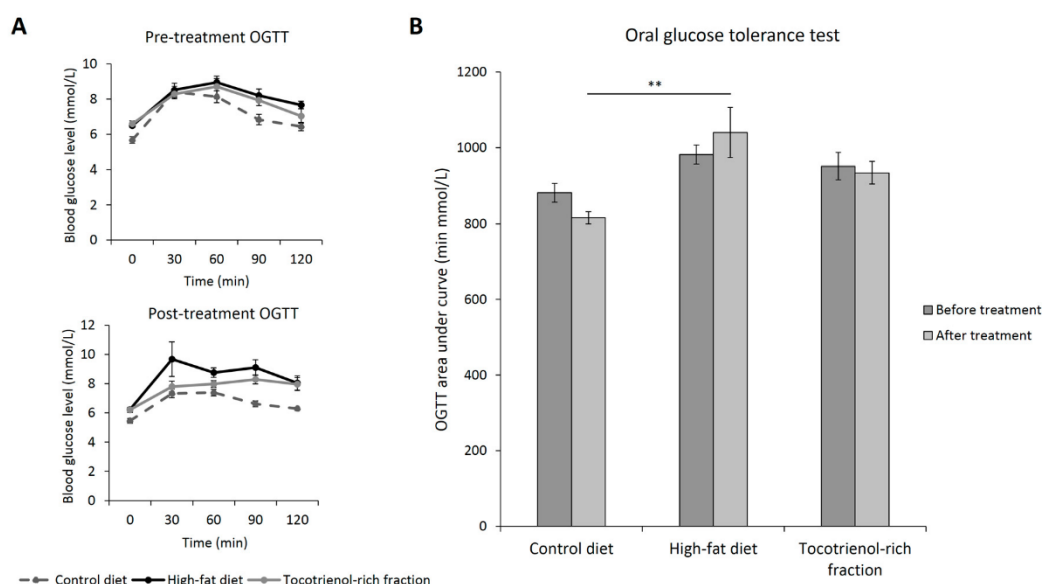 A
Pre-treatment OGTT
Blood glucose level (mmol/L)
10
8
6
4
2
0
0 30 60 90 120
Time (min)
Post-treatment OGTT
Blood glucose level (mmol/L)
12
10
8
6
4
2
0
0 30 60 90 120
Time (min)
Control diet High-fat diet Tocotrienol-rich fraction
B
Oral glucose tolerance test
OGTT area under curve (min mmol/L)
1200
1000
800
600
400
200
0
**
Control diet High-fat diet Tocotrienol-rich
fraction
Before treatment
After treatment